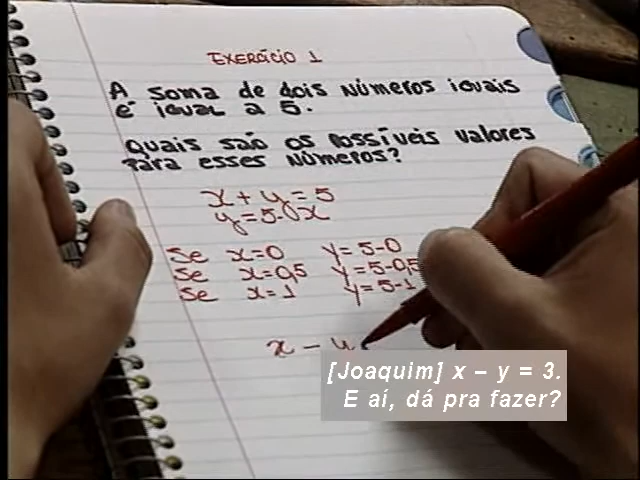 EXERCÍCIO 1
A soma de dois números iguais
é igual a 5.
Quais são os possíveis valores
para esses números?
x + y = 5
y = 5 - x
Se x=0 y= 5-0
Se x=0,5 y=5-0,5
Se x=1 y=5-1
x - y
[Joaquim] x – y = 3.
E aí, dá pra fazer?